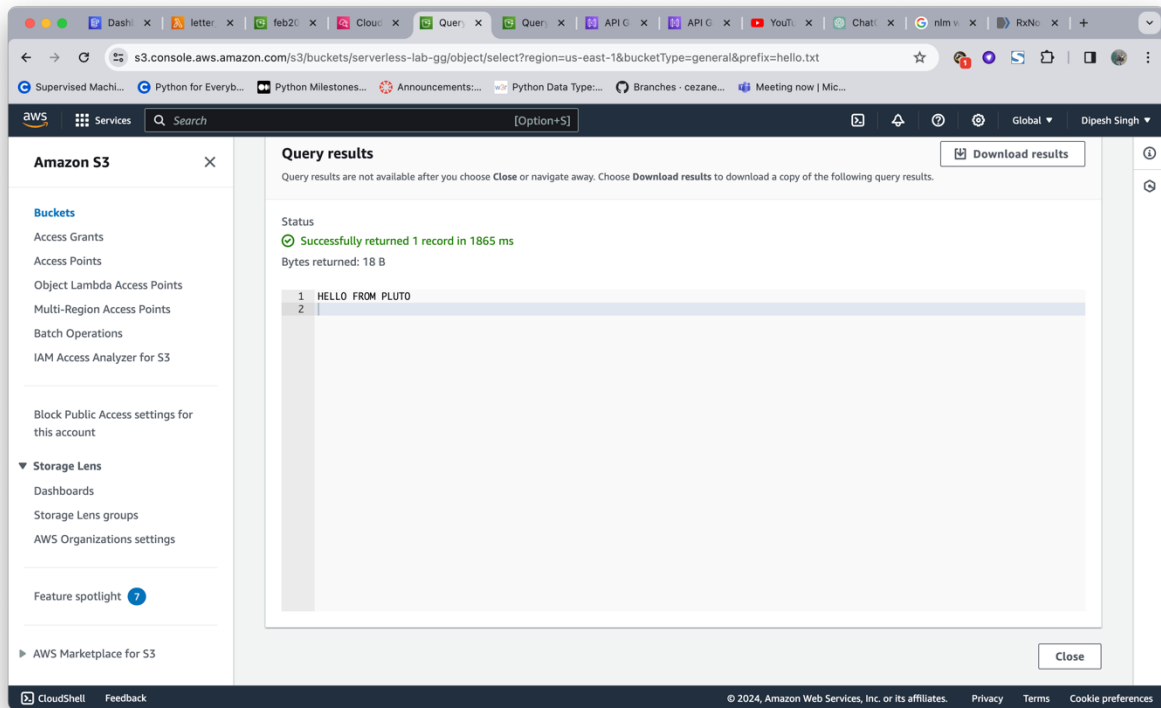 Dash
letter_
feb20
Cloud
Query
Query
API G
API G
YouTu
Chat
nlm w
RxNo
s3.console.aws.amazon.com/s3/buckets/serverless-lab-gg/object/select?region=us-east-1&bucketType=general&prefix=hello.txt
1
Supervised Machi...
Python for Everyb...
Python Milestones...
Announcements:...
Python Data Type:...
Branches · cezane...
Meeting now | Mic...
aws
Services
Search
[Option+S]
Global
Dipesh Singh
Amazon S3
Buckets
Access Grants
Access Points
Object Lambda Access Points
Multi-Region Access Points
Batch Operations
IAM Access Analyzer for S3
Block Public Access settings for
this account
Storage Lens
Dashboards
Storage Lens groups
AWS Organizations settings
Feature spotlight 7
AWS Marketplace for S3
Query results
Download results
Query results are not available after you choose Close or navigate away. Choose Download results to download a copy of the following query results.
Status
Successfully returned 1 record in 1865 ms
Bytes returned: 18 B
1 HELLO FROM PLUTO
2
Close
CloudShell
Feedback
© 2024, Amazon Web Services, Inc. or its affiliates.
Privacy
Terms
Cookie preferences